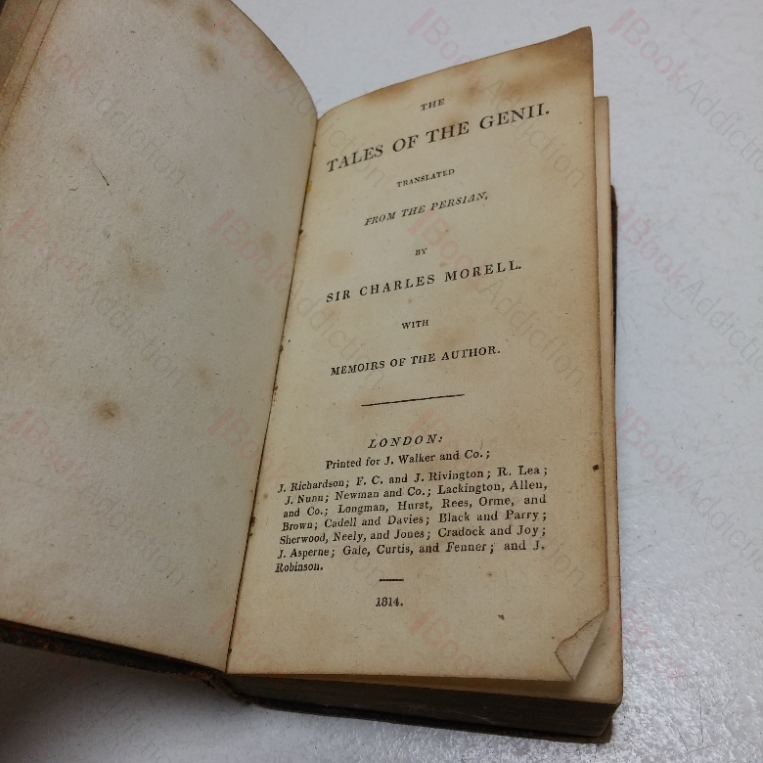 THE
TALES OF THE GENII.
TRANSLATED
FROM THE PERSIAN,
BY
SIR CHARLES MORELL.
WITH
MEMOIRS OF THE AUTHOR.
LONDON:
Printed for J. Walker and Co.;
J. Richardson; F. C. and J. Rivington; R. Lea;
J. Nunn; Newman and Co.; Lackington, Allen,
and Co.; Longman, Hurst, Rees, Orme, and
Brown; Cadell and Davies; Black and Parry;
Sherwood, Neely, and Jones; Cradock and Joy;
J. Asperne; Gale, Curtis, and Fenner; and J.
Robinson.
1814.
BookAddiction